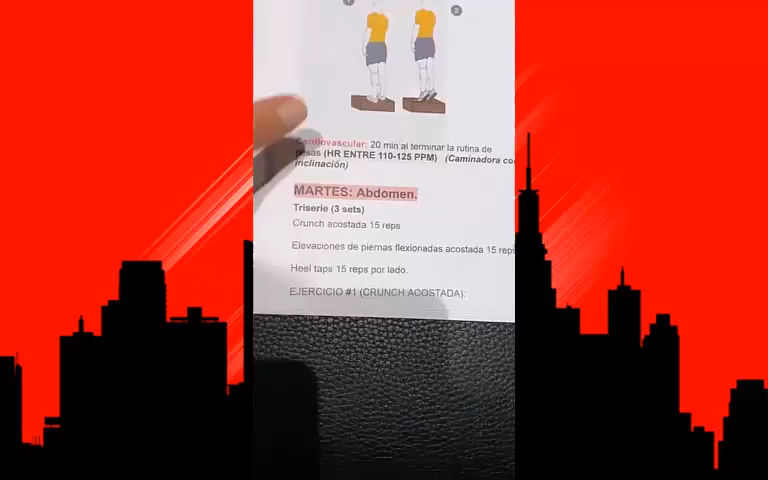 2
Cardiovascular: 20 min al terminar la rutina de
pesas (HR ENTRE 110-125 PPM) (Caminadora
inclinación)
MARTES: Abdomen.
Triserie (3 sets)
Crunch acostada 15 reps
Elevaciones de piernas flexionadas acostada 15 reps
Heel taps 15 reps por lado.
EJERCICIO #1 (CRUNCH ACOSTADA):